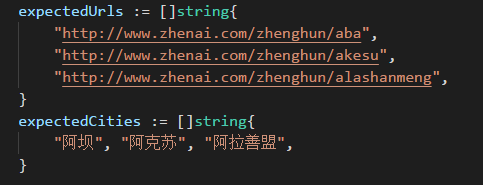 expectedUrls := []string{
"http://www.zhenai.com/zhenghun/aba",
"http://www.zhenai.com/zhenghun/akesu",
"http://www.zhenai.com/zhenghun/alashanmeng",
}
expectedCities := []string{
"阿坝", "阿克苏", "阿拉善盟",
}